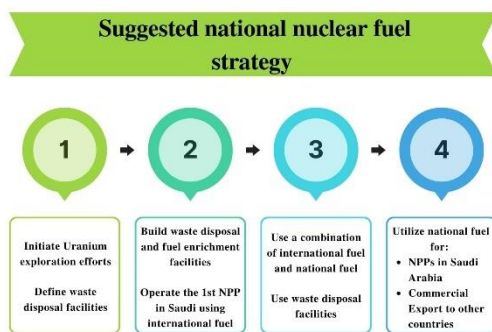 Suggested national nuclear fuel
strategy
1
2
3
4
Initiate Uranium
exploration efforts
Define waste
disposal facilities
Build waste disposal
and fuel enrichment
facilities
Operate the 1st NPP
in Saudi using
international fuel
Use a combination
of international fuel
and national fuel
Use waste disposal
facilities
Utilize national fuel
for:
• NPPs in Saudi
Arabia
• Commercial
Export to other
countries